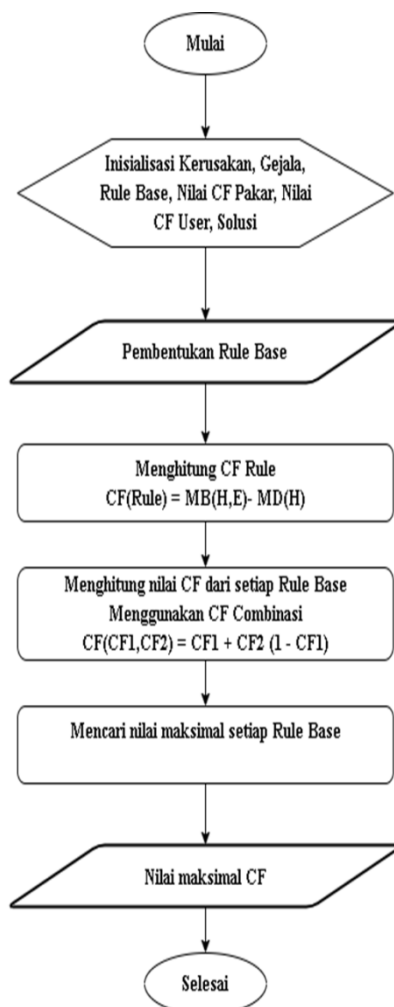 Mulai
Inisialisasi Kerusakan, Gejala,
Rule Base, Nilai CF Pakar, Nilai
CF User, Solusi
Pembentukan Rule Base
Menghitung CF Rule
CF(Rule) = MB(H,E)- MD(H)
Menghitung nilai CF dari setiap Rule Base
Menggunakan CF Combinasi
CF(CF1,CF2) = CF1 + CF2 (1 - CF1)
Mencari nilai maksimal setiap Rule Base
Nilai maksimal CF
Selesai